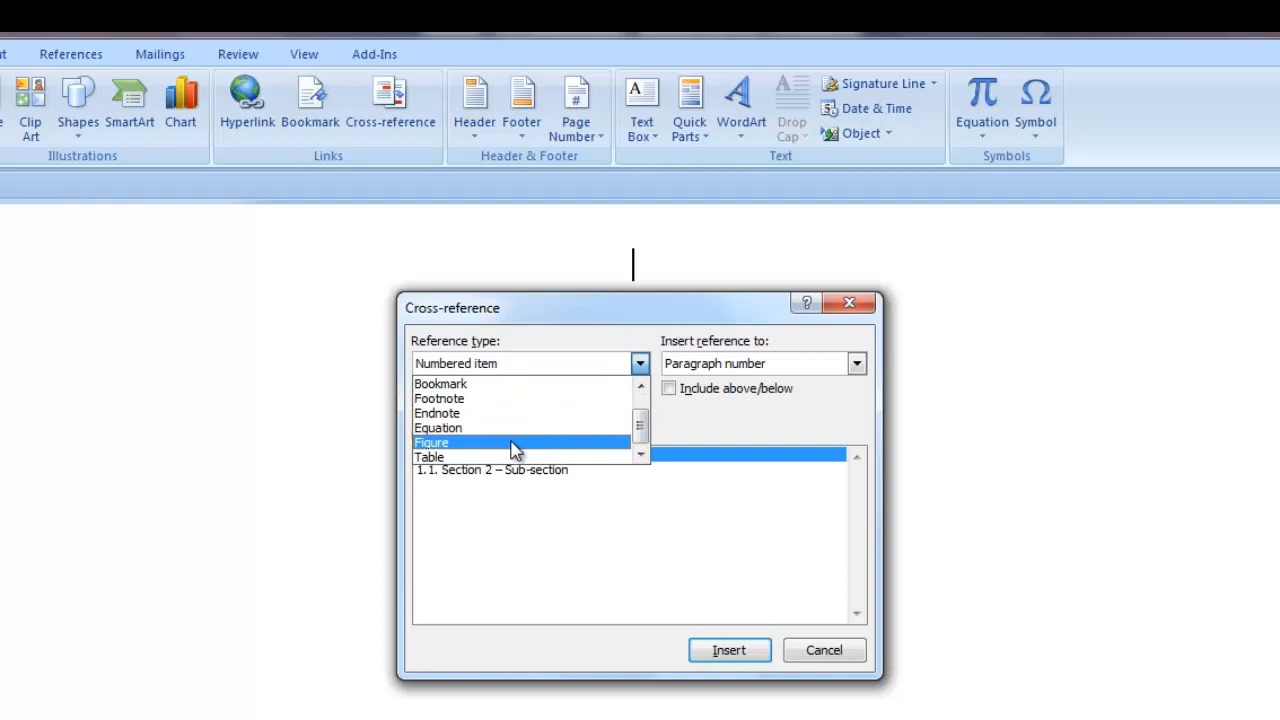 References Mailings Review View Add-Ins
Clip Art Shapes SmartArt Chart Hyperlink Bookmark Cross-reference Header Footer Page Number Text Box Quick Parts WordArt Drop Cap Signature Line Equation Symbol
Date & Time
Object
Illustrations Links Header & Footer Text Symbols
Cross-reference
Reference type: Insert reference to:
Numbered item Paragraph number
Bookmark Include above/below
Footnote
Endnote
Equation
Figure
Table
1.1. Section 2 – Sub-section
Insert Cancel